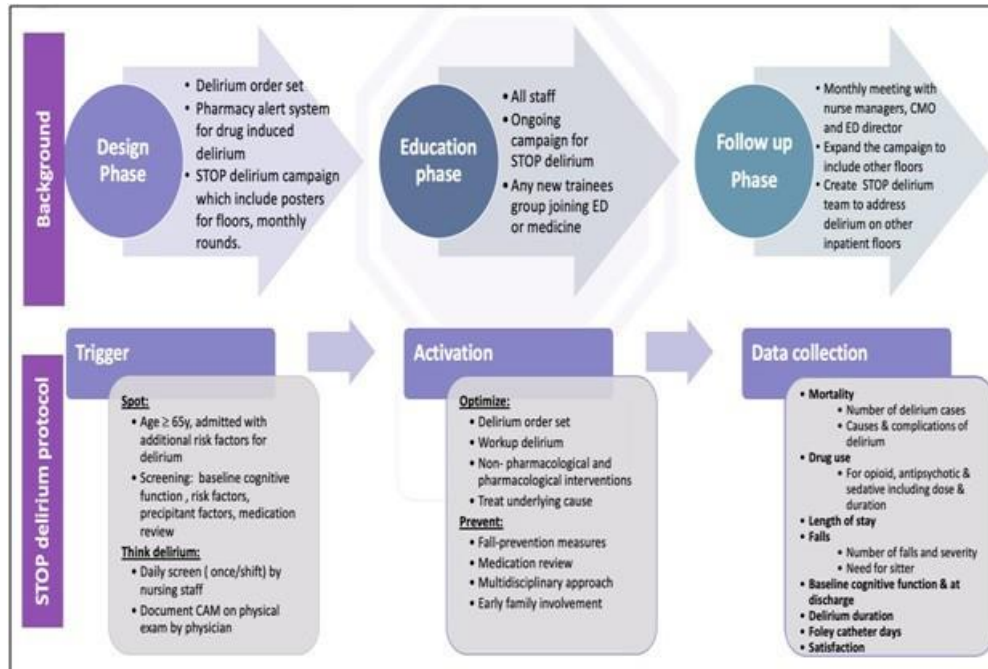 Background
Design
Phase
• Delirium order set
• Pharmacy alert system
for drug induced
delirium
• STOP delirium campaign
which include posters
for floors, monthly
rounds.
Education
phase
• All staff
• Ongoing
campaign for
STOP delirium
• Any new trainees
group joining ED
or medicine
Follow up
Phase
• Monthly meeting with
nurse managers, CMO
and ED director
• Expand the campaign to
include other floors
• Create STOP delirium
team to address
delirium on other
inpatient floors
STOP delirium protocol
Trigger
Spot:
• Age ≥ 65y, admitted with
additional risk factors for
delirium
• Screening: baseline cognitive
function , risk factors,
precipitant factors, medication
review
Think delirium:
• Daily screen ( once/shift) by
nursing staff
• Document CAM on physical
exam by physician
Activation
Optimize:
• Delirium order set
• Workup delirium
• Non- pharmacological and
pharmacological interventions
• Treat underlying cause
Prevent:
• Fall-prevention measures
• Medication review
• Multidisciplinary approach
• Early family involvement
Data collection
• Mortality
• Number of delirium cases
• Causes & complications of
delirium
• Drug use
• For opioid, antipsychotic &
sedative including dose &
duration
• Length of stay
• Falls
• Number of falls and severity
• Need for sitter
• Baseline cognitive function & at
discharge
• Delirium duration
• Foley catheter days
• Satisfaction